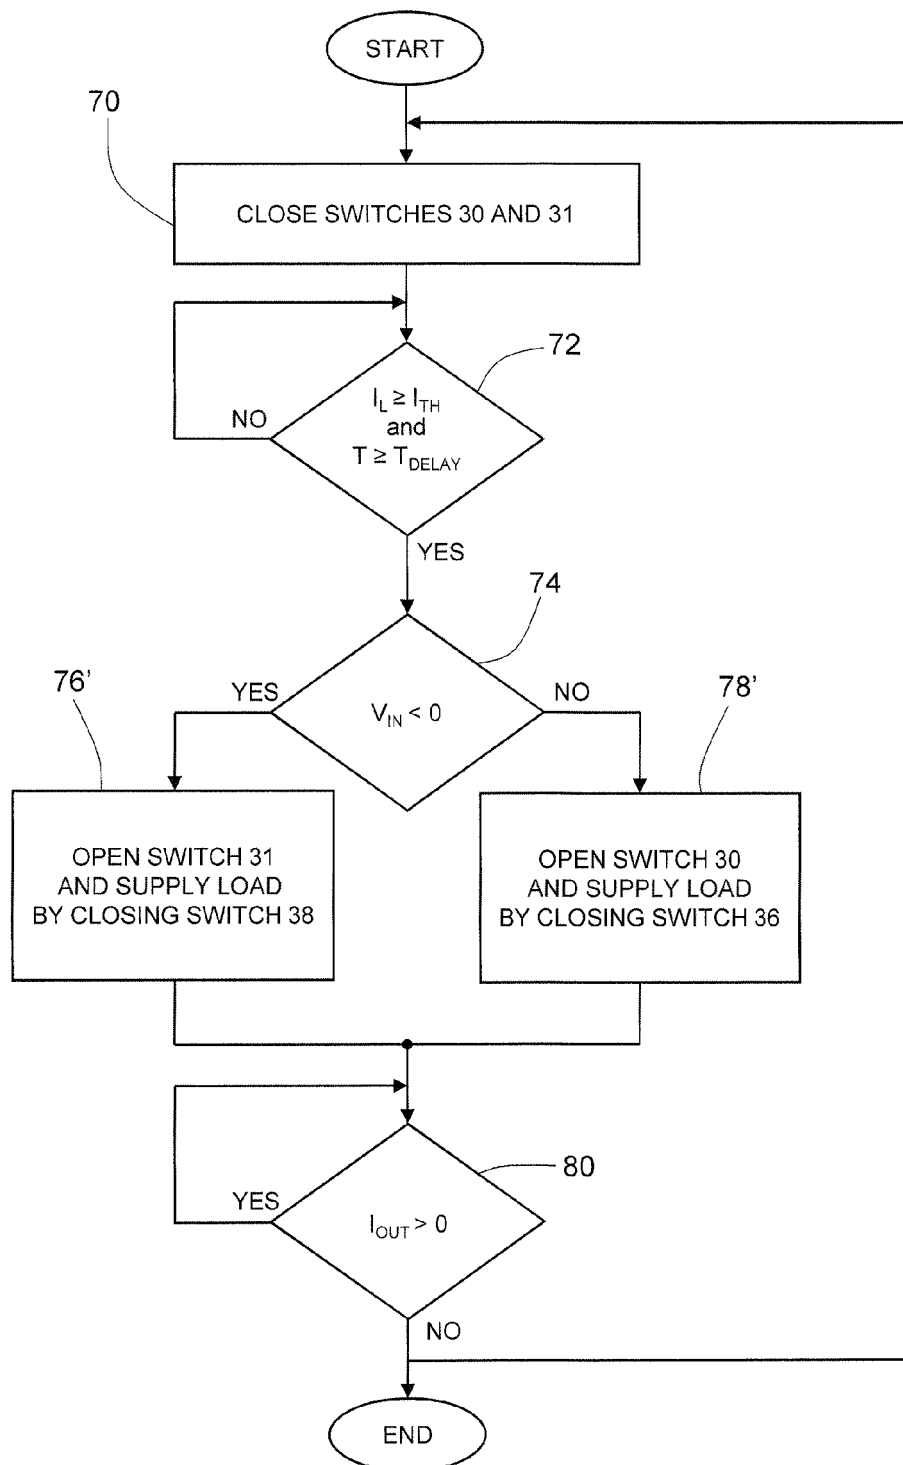 START
70
CLOSE SWITCHES 30 AND 31
72
I_L ≥ I_TH
and
T ≥ T_DELAY
NO
YES
74
V_IN < 0
YES
NO
76’
78’
OPEN SWITCH 31
AND SUPPLY LOAD
BY CLOSING SWITCH 38
OPEN SWITCH 30
AND SUPPLY LOAD
BY CLOSING SWITCH 36
80
YES
I_OUT > 0
NO
END